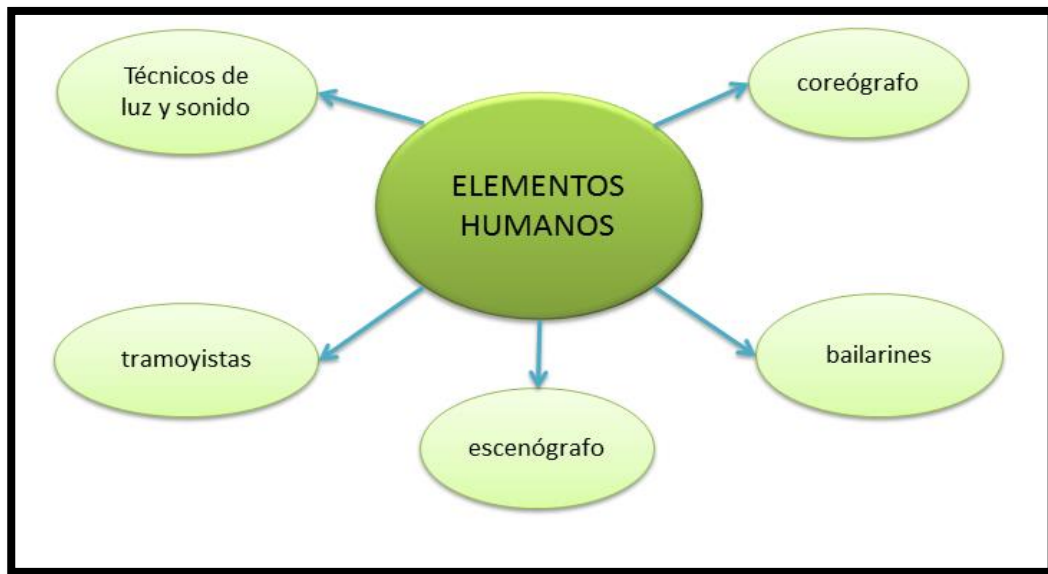 Técnicos de
luz y sonido
coreógrafo
ELEMENTOS
HUMANOS
tramoyistas
bailarines
escenógrafo